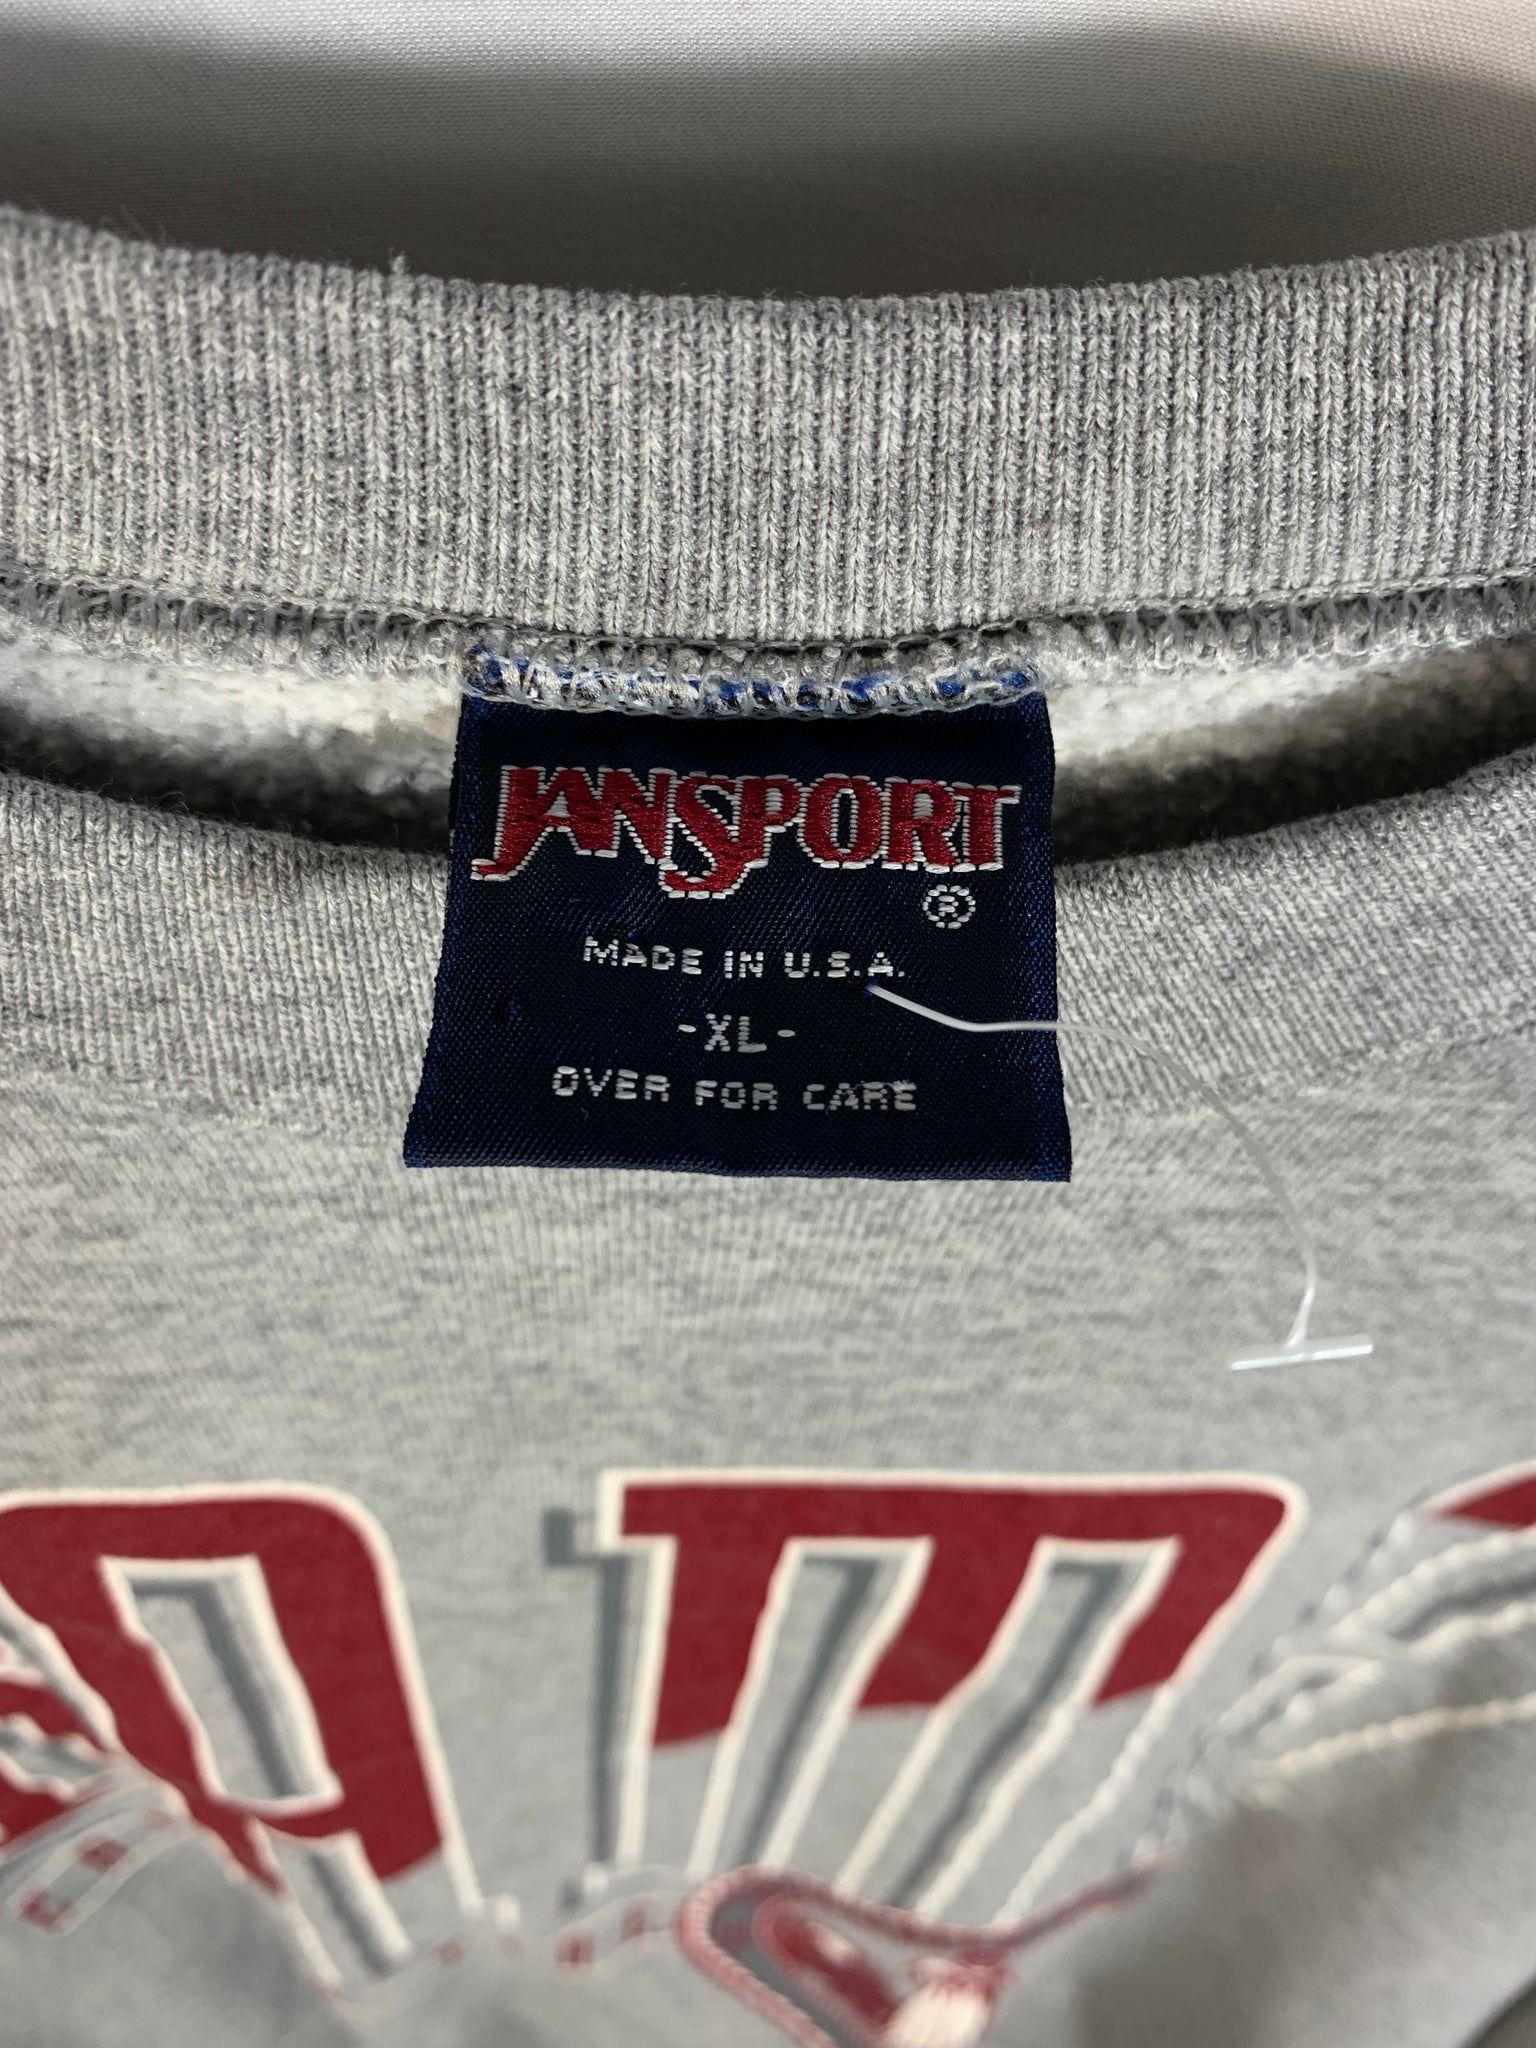 JANSPORT
®
MADE IN U.S.A.
-XL-
OVER FOR CARE